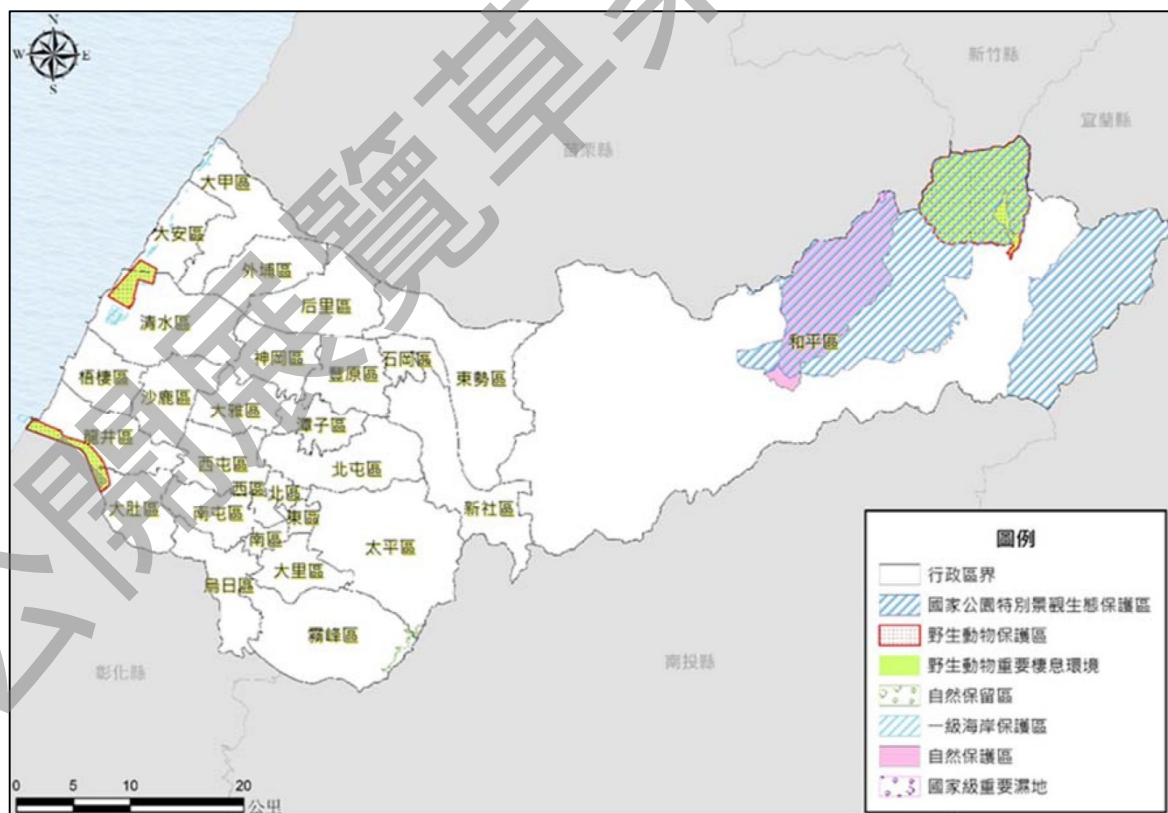 公開展覽草案
N
W
E
S
新竹縣
宜蘭縣
苗栗縣
大甲區
大安區
外埔區
后里區
清水區
神岡區
豐原區
石岡區
東勢區
和平區
梧棲區
沙鹿區
大雅區
潭子區
龍井區
西屯區
北屯區
西區
北區
大肚區
南屯區
東區
新社區
南區
太平區
大里區
烏日區
霧峰區
彰化縣
南投縣
圖例
行政區界
國家公園特別景觀生態保護區
野生動物保護區
野生動物重要棲息環境
自然保留區
一級海岸保護區
自然保護區
國家級重要濕地
0 5 10 20
公里